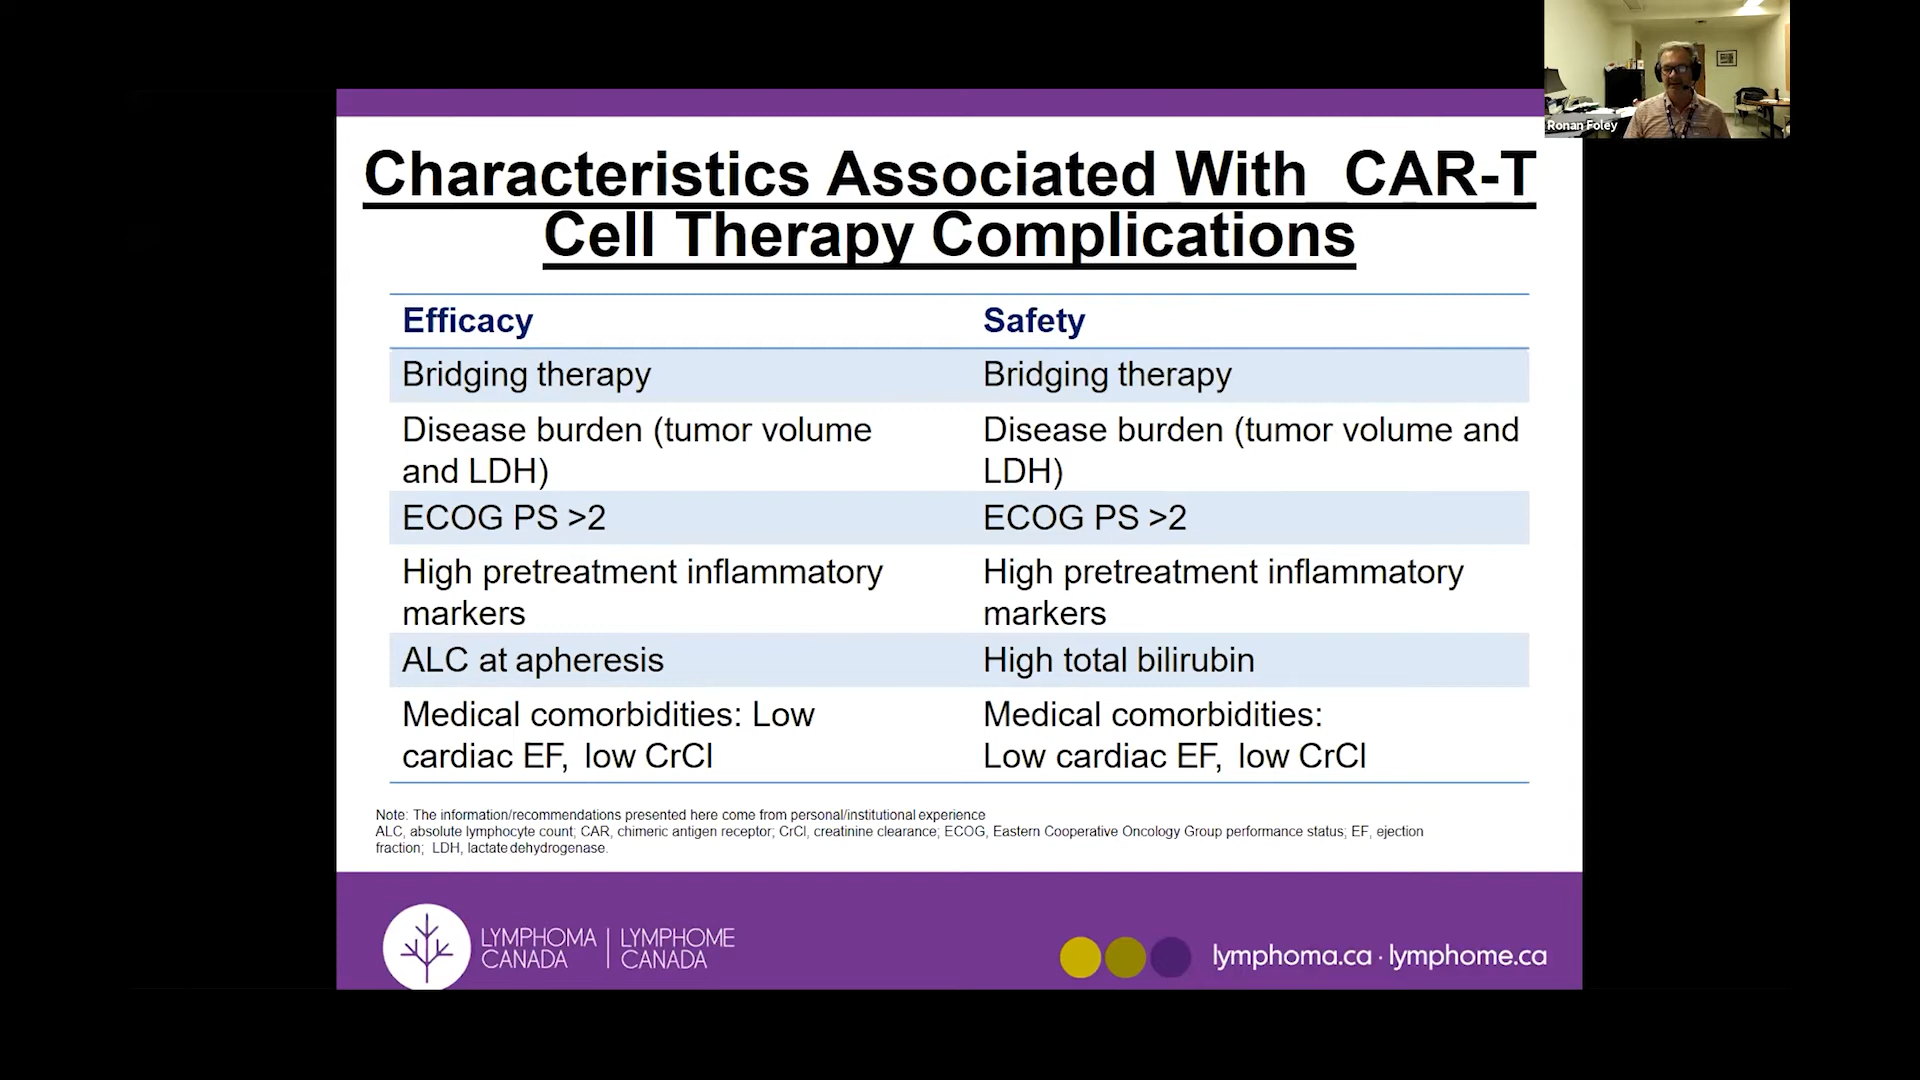 Ronan Foley
Characteristics Associated With CAR-T
Cell Therapy Complications
Efficacy
Safety
Bridging therapy
Bridging therapy
Disease burden (tumor volume
and LDH)
Disease burden (tumor volume and
LDH)
ECOG PS >2
ECOG PS >2
High pretreatment inflammatory
markers
High pretreatment inflammatory
markers
ALC at apheresis
High total bilirubin
Medical comorbidities: Low
cardiac EF, low CrCl
Medical comorbidities:
Low cardiac EF, low CrCl
Note: The information/recommendations presented here come from personal/institutional experience
ALC, absolute lymphocyte count; CAR, chimeric antigen receptor; CrCl, creatinine clearance; ECOG, Eastern Cooperative Oncology Group performance status; EF, ejection
fraction; LDH, lactate dehydrogenase.
LYMPHOMA
CANADA
LYMPHOME
CANADA
lymphoma.ca · lymphome.ca